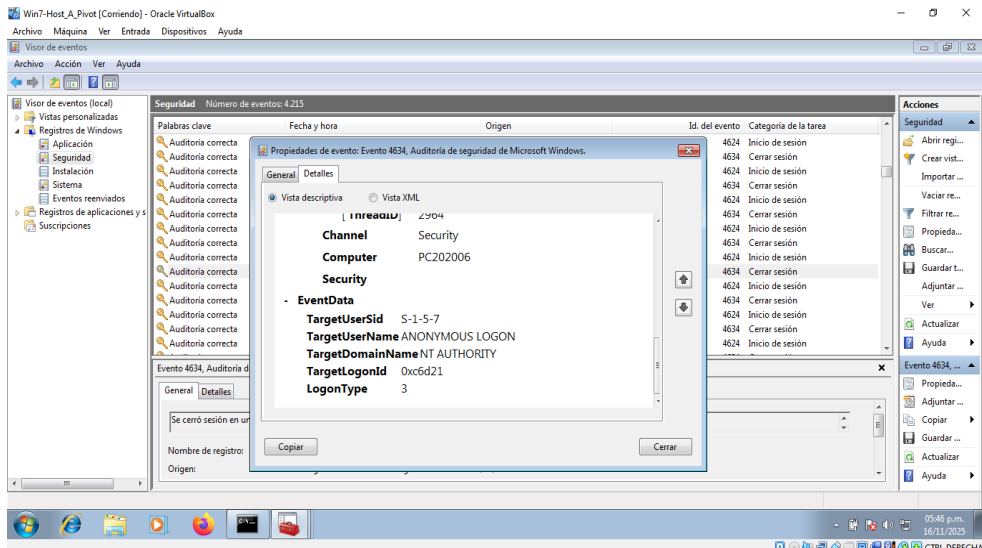 Win7-Host_A_Pivot [Corriendo] - Oracle VirtualBox
Archivo Máquina Ver Entrada Dispositivos Ayuda
Visor de eventos
Archivo Acción Ver Ayuda
Visor de eventos (local)
Vistas personalizadas
Registros de Windows
Aplicación
Seguridad
Instalación
Sistema
Eventos reenviados
Registros de aplicaciones y s
Suscripciones
Seguridad Número de eventos: 4.215
Palabras clave Fecha y hora Origen Id. del evento Categoría de la tarea
Auditoría correcta 4624 Inicio de sesión
Auditoría correcta 4634 Cerrar sesión
Auditoría correcta 4624 Inicio de sesión
Auditoría correcta 4634 Cerrar sesión
Auditoría correcta 4624 Inicio de sesión
Auditoría correcta 4634 Cerrar sesión
Auditoría correcta 4624 Inicio de sesión
Auditoría correcta 4634 Cerrar sesión
Auditoría correcta 4624 Inicio de sesión
Auditoría correcta 4634 Cerrar sesión
Auditoría correcta 4624 Inicio de sesión
Auditoría correcta 4634 Cerrar sesión
Auditoría correcta 4624 Inicio de sesión
Auditoría correcta 4634 Cerrar sesión
Auditoría correcta 4624 Inicio de sesión
Propiedades de evento: Evento 4634, Auditoría de seguridad de Microsoft Windows.
General Detalles
Vista descriptiva Vista XML
[ ThreadID] 2964
Channel Security
Computer PC202006
Security
- EventData
TargetUserSid S-1-5-7
TargetUserName ANONYMOUS LOGON
TargetDomainName NT AUTHORITY
TargetLogonId 0xc6d21
LogonType 3
Copiar Cerrar
Evento 4634, Auditoría d
General Detalles
Se cerró sesión en un
Nombre de registro:
Origen:
Acciones
Seguridad
Abrir regi...
Crear vist...
Importar ...
Vaciar re...
Filtrar re...
Propieda...
Buscar...
Guardar t...
Adjuntar ...
Ver
Actualizar
Ayuda
Evento 4634, ...
Propieda...
Adjuntar ...
Copiar
Guardar ...
Actualizar
Ayuda
05:46 p.m.
16/11/2025
CTRL DERECHA